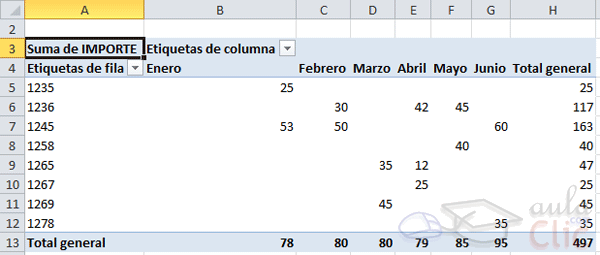 A B C D E F G H
2
3 Suma de IMPORTE Etiquetas de columna
4 Etiquetas de fila Enero Febrero Marzo Abril Mayo Junio Total general
5 1235 25 25
6 1236 30 42 45 117
7 1245 53 50 60 163
8 1258 40 40
9 1265 35 12 47
10 1267 25 25
11 1269 45 45
12 1278 35 35
13 Total general 78 80 80 79 85 95 497
aula
Clic